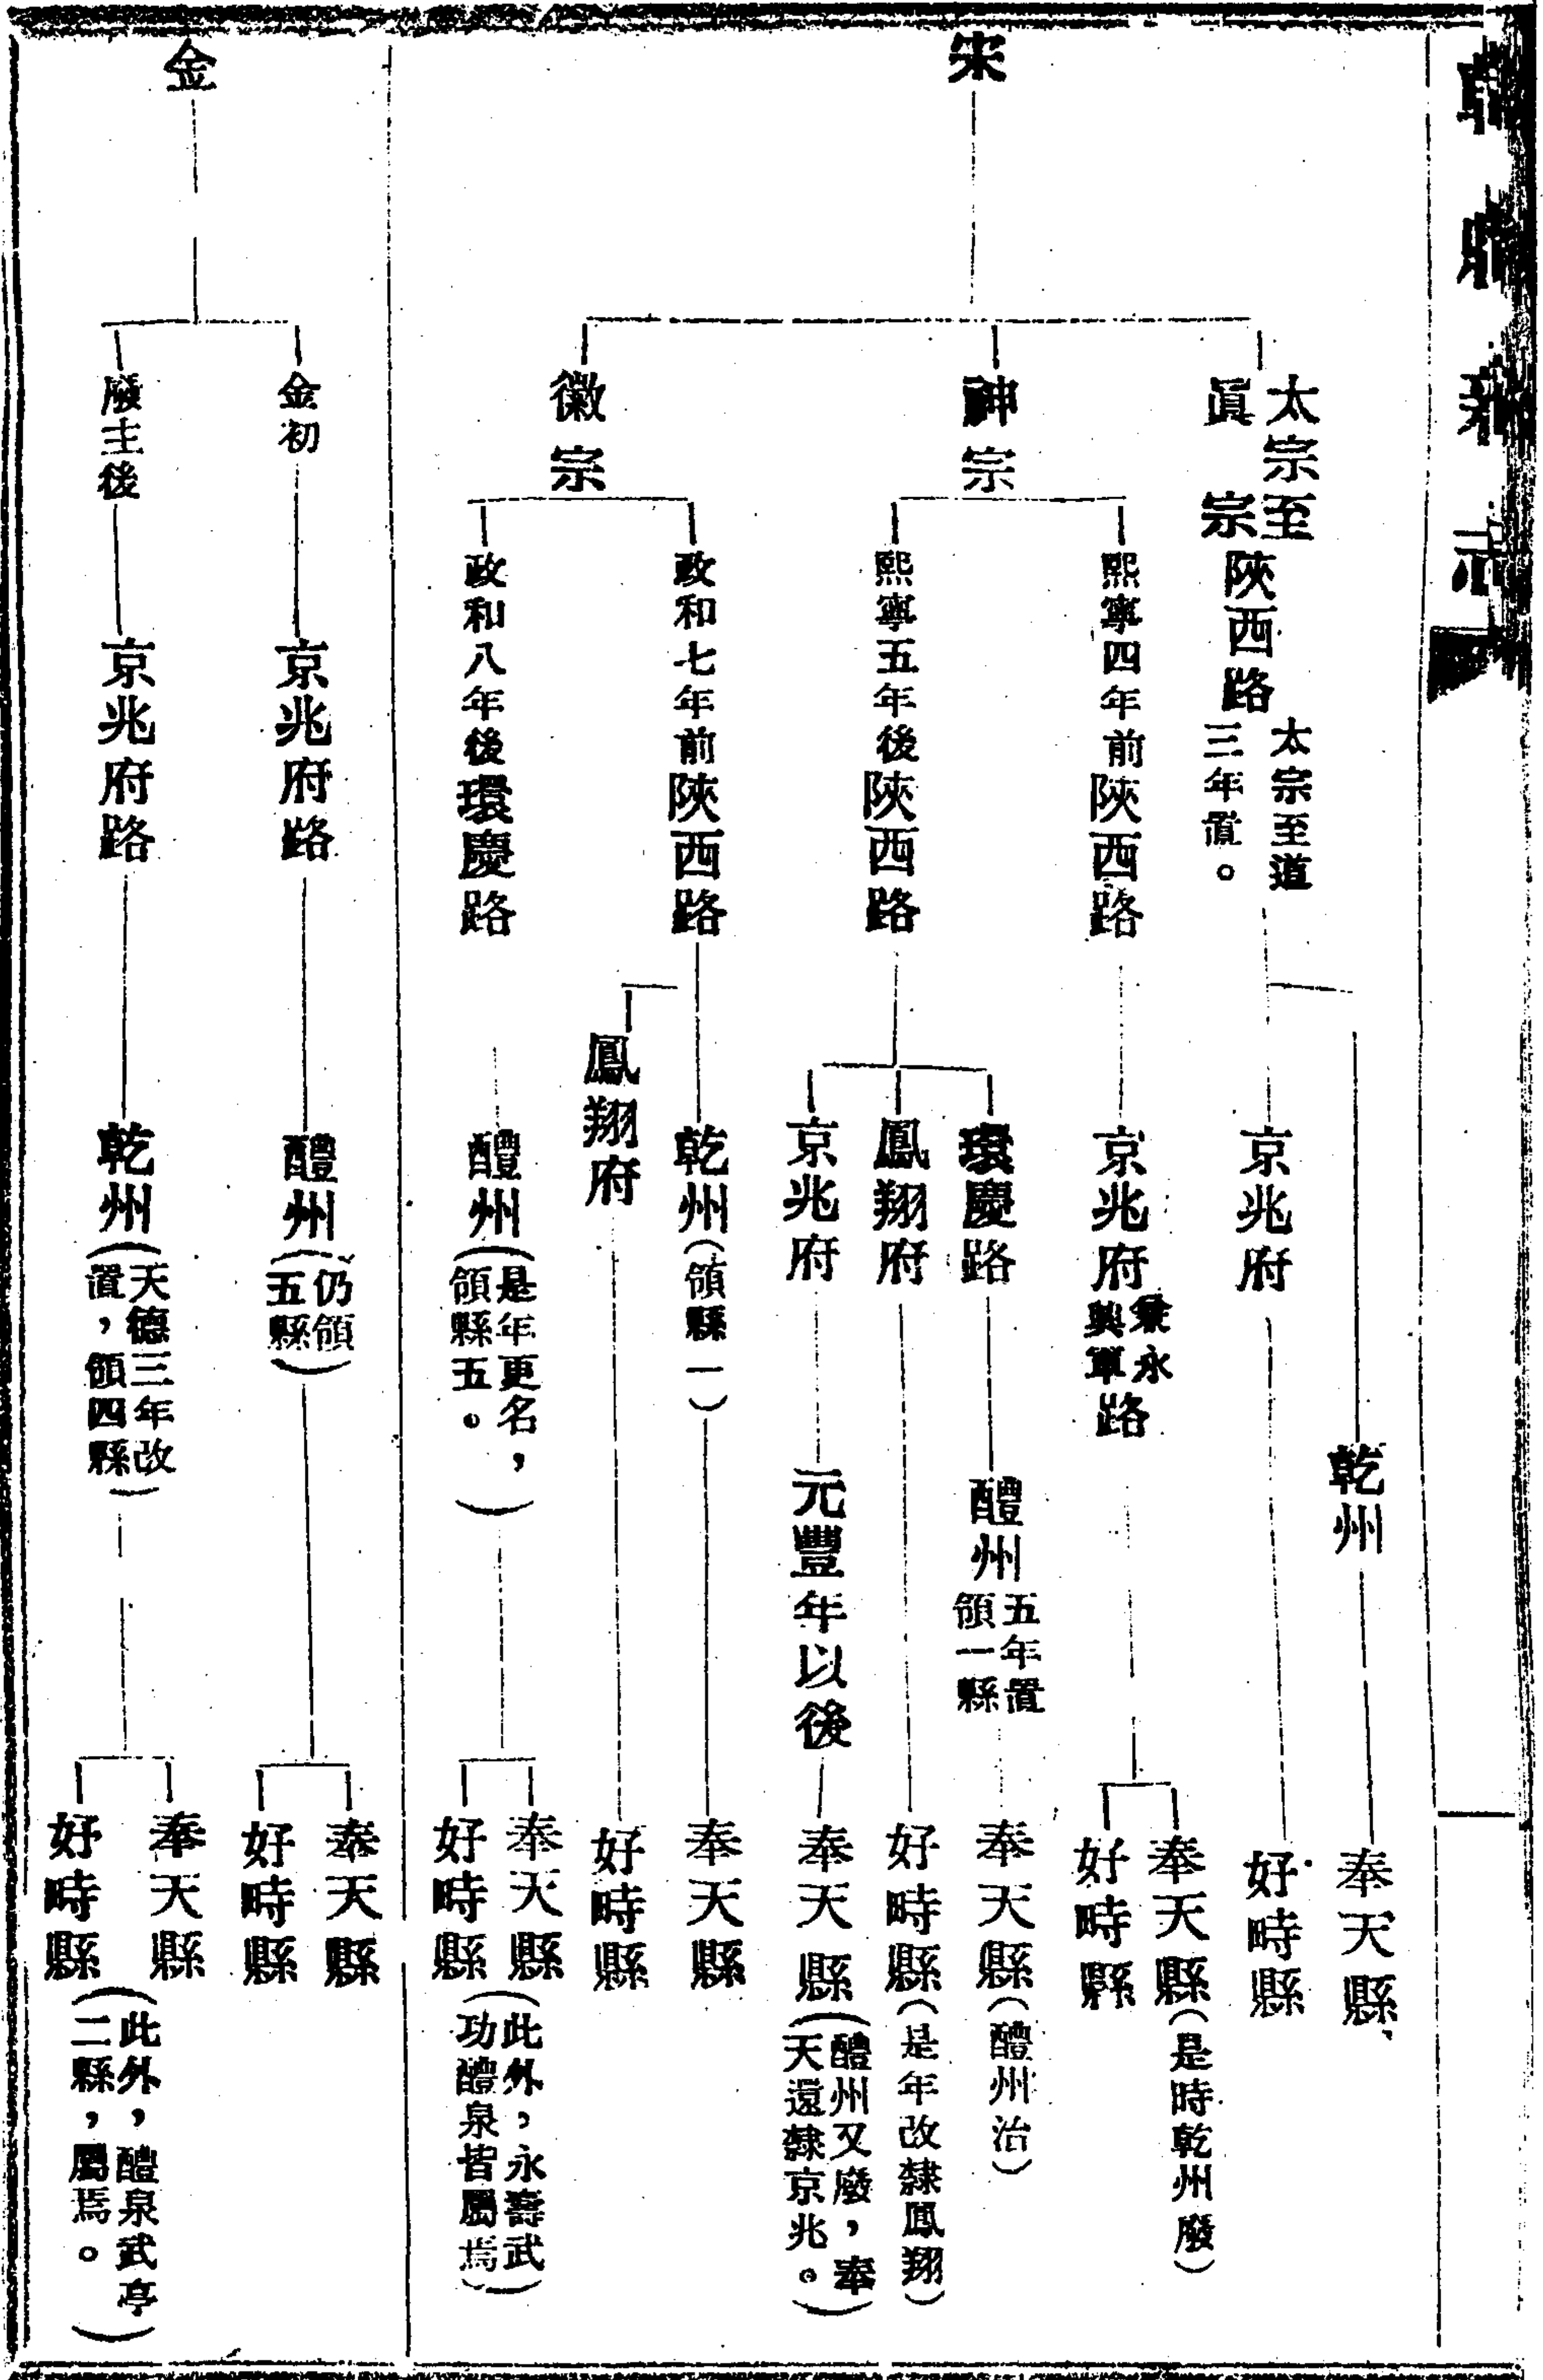 宋
太宗至
眞宗
陝西路
太宗至道
三年置。
乾州
奉天縣
京兆府
好畤縣
神宗
熙寧四年前陝西路
京兆府
兼永
興軍
路
奉天縣(是時乾州廢)
好畤縣
熙寧五年後陝西路
環慶路
醴州
五年置
領一縣
奉天縣(醴州治)
鳳翔府
好畤縣(是年改隸鳳翔)
京兆府
元豐年以後
奉天縣
(醴州又廢,奉
天還隸京兆。)
徽宗
政和七年前陝西路
乾州(領縣一)
奉天縣
鳳翔府
好畤縣
政和八年後環慶路
醴州
(是年更名,
領縣五。)
奉天縣
好畤縣
(此外,永壽武
功醴泉皆屬焉)
金
金初
京兆府路
醴州
(仍領
五縣)
奉天縣
好畤縣
廢主後
京兆府路
乾州
(天德三年改
置,領四縣)
奉天縣
好畤縣
(此外,醴泉武亭
二縣,屬焉。)